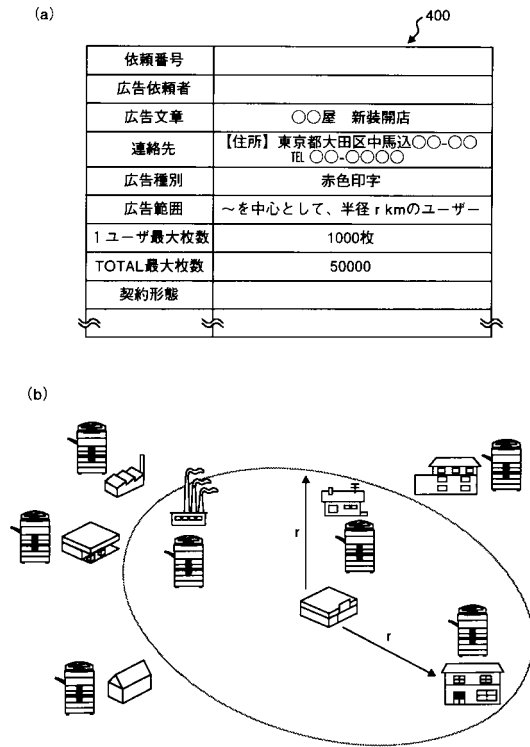 (a)
400
依頼番号
広告依頼者
広告文章 ○○屋 新装開店
連絡先 【住所】東京都大田区中馬込○○-○○
TEL ○○-○○○○
広告種別 赤色印字
広告範囲 ～を中心として、半径 r kmのユーザー
1ユーザ最大枚数 1000枚
TOTAL最大枚数 50000
契約形態
(b)
r
r